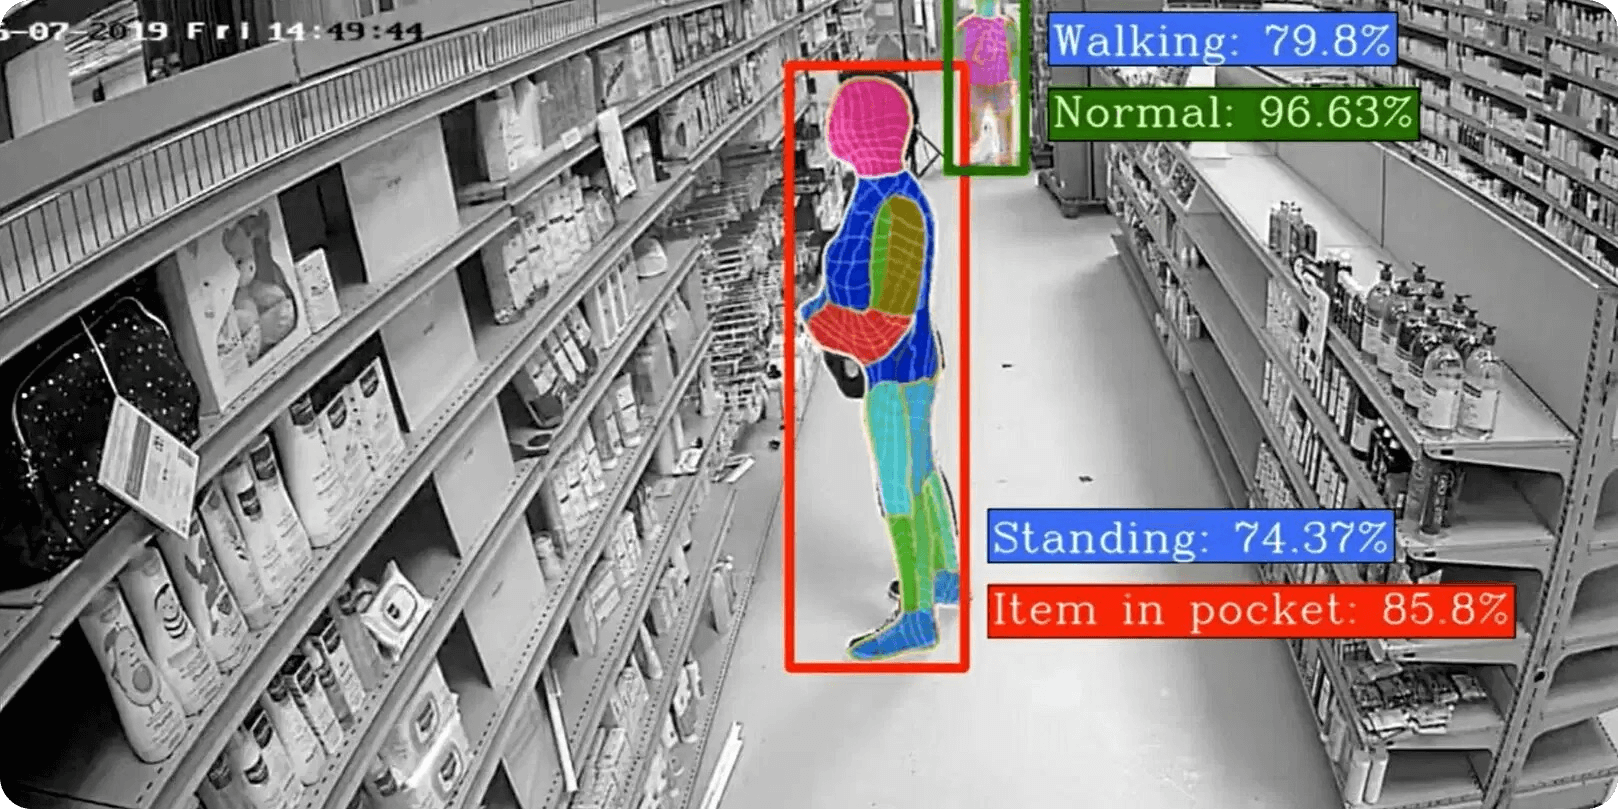 -07-2019 Fri 14:49:44
Walking: 79.8%
Normal: 96.63%
Standing: 74.37%
Item in pocket: 85.8%